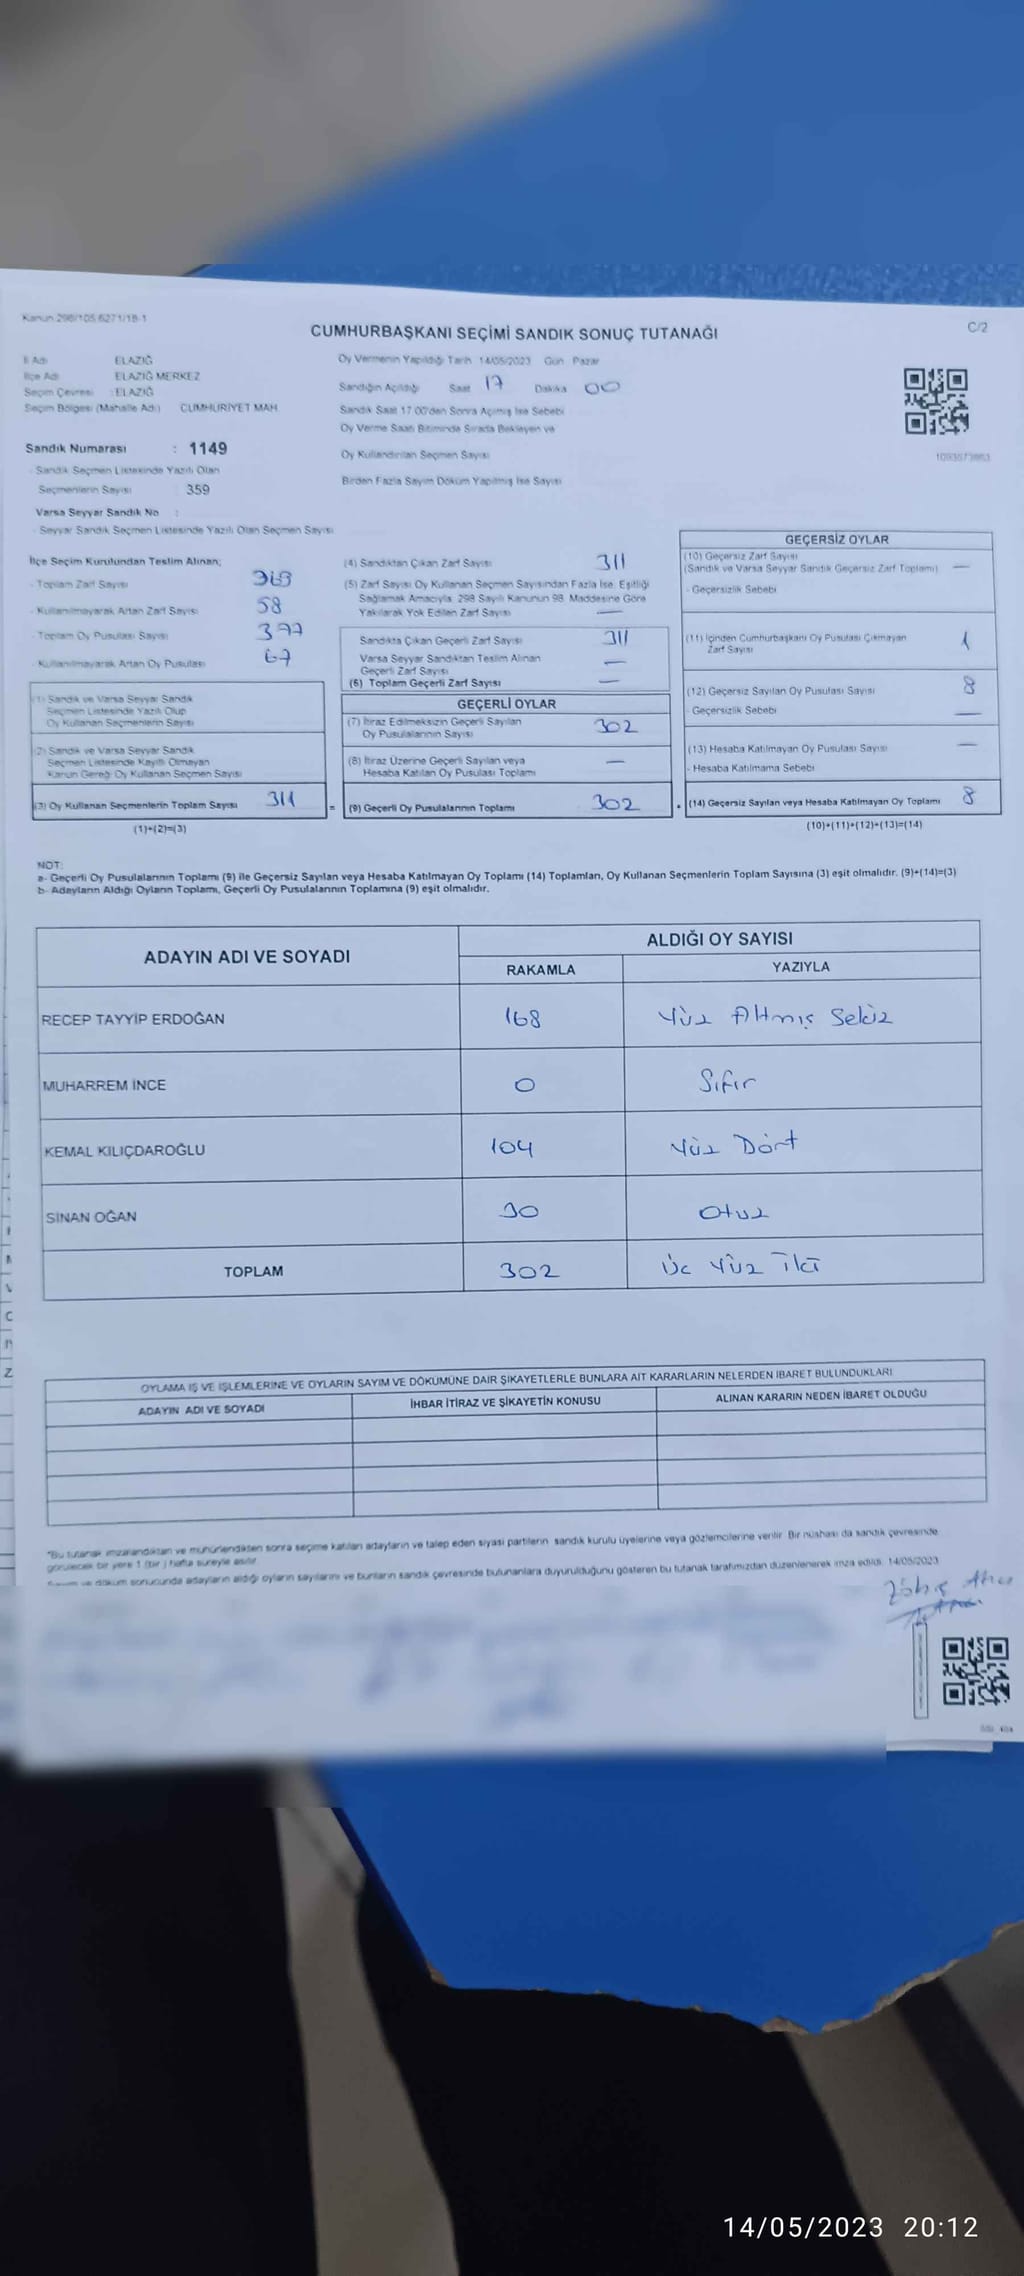 Kanun 298/105 6271/18-1
C/2
CUMHURBAŞKANI SEÇİMİ SANDIK SONUÇ TUTANAĞI
İl Adı ELAZIĞ
İlçe Adı ELAZIĞ MERKEZ
Seçim Çevresi : ELAZIĞ
Seçim Bölgesi (Mahalle Adı) CUMHURİYET MAH
Sandık Numarası : 1149
- Sandık Seçmen Listesinde Yazılı Olan
Seçmenlerin Sayısı 359
Varsa Seyyar Sandık No :
- Seyyar Sandık Seçmen Listesinde Yazılı Olan Seçmen Sayısı
Oy Vermenin Yapıldığı Tarih 14/05/2023 Gün Pazar
Sandığın Açıldığı Saat 17 Dakika 00
Sandık Saat 17 00'den Sonra Açılmış İse Sebebi
Oy Verme Saati Bitiminde Sırada Bekleyen ve
Oy Kullandırılan Seçmen Sayısı
Birden Fazla Sayım Döküm Yapılmış İse Sayısı
İlçe Seçim Kurulundan Teslim Alınan;
- Toplam Zarf Sayısı 369
- Kullanılmayarak Artan Zarf Sayısı 58
- Toplam Oy Pusulası Sayısı 377
- Kullanılmayarak Artan Oy Pusulası 67
(1) Sandık ve Varsa Seyyar Sandık
Seçmen Listesinde Yazılı Olup
Oy Kullanan Seçmenlerin Sayısı
(2) Sandık ve Varsa Seyyar Sandık
Seçmen Listesinde Kayıtlı Olmayan
Kanun Gereği Oy Kullanan Seçmen Sayısı
(3) Oy Kullanan Seçmenlerin Toplam Sayısı 311
(1)+(2)=(3)
(4) Sandıktan Çıkan Zarf Sayısı 311
(5) Zarf Sayısı Oy Kullanan Seçmen Sayısından Fazla İse Eşitliği
Sağlamak Amacıyla 298 Sayılı Kanunun 98. Maddesine Göre
Yakılarak Yok Edilen Zarf Sayısı —
Sandıkta Çıkan Geçerli Zarf Sayısı 311
Varsa Seyyar Sandıktan Teslim Alınan
Geçerli Zarf Sayısı —
(6) Toplam Geçerli Zarf Sayısı —
GEÇERLİ OYLAR
(7) İtiraz Edilmeksizin Geçerli Sayılan
Oy Pusulalarının Sayısı 302
(8) İtiraz Üzerine Geçerli Sayılan veya
Hesaba Katılan Oy Pusulası Toplamı —
= (9) Geçerli Oy Pusulalarının Toplamı 302
GEÇERSİZ OYLAR
(10) Geçersiz Zarf Sayısı
(Sandık ve Varsa Seyyar Sandık Geçersiz Zarf Toplamı) —
- Geçersizlik Sebebi
(11) İçinden Cumhurbaşkanı Oy Pusulası Çıkmayan
Zarf Sayısı 1
(12) Geçersiz Sayılan Oy Pusulası Sayısı 8
- Geçersizlik Sebebi —
(13) Hesaba Katılmayan Oy Pusulası Sayısı —
- Hesaba Katılmama Sebebi
+ (14) Geçersiz Sayılan veya Hesaba Katılmayan Oy Toplamı 8
(10)+(11)+(12)+(13)=(14)
NOT:
a- Geçerli Oy Pusulalarının Toplamı (9) ile Geçersiz Sayılan veya Hesaba Katılmayan Oy Toplamı (14) Toplamları, Oy Kullanan Seçmenlerin Toplam Sayısına (3) eşit olmalıdır. (9)+(14)=(3)
b- Adayların Aldığı Oyların Toplamı, Geçerli Oy Pusulalarının Toplamına (9) eşit olmalıdır.
ADAYIN ADI VE SOYADI ALDIĞI OY SAYISI
RAKAMLA YAZIYLA
RECEP TAYYİP ERDOĞAN 168 Yüz Altmış Sekiz
MUHARREM İNCE 0 Sıfır
KEMAL KILIÇDAROĞLU 104 Yüz Dört
SİNAN OĞAN 30 Otuz
TOPLAM 302 Üç Yüz İki
OYLAMA İŞ VE İŞLEMLERİNE VE OYLARIN SAYIM VE DÖKÜMÜNE DAİR ŞİKAYETLERLE BUNLARA AİT KARARLARIN NELERDEN İBARET BULUNDUKLARI
ADAYIN ADI VE SOYADI İHBAR İTİRAZ VE ŞİKAYETİN KONUSU ALINAN KARARIN NEDEN İBARET OLDUĞU
*Bu tutanak imzalandıktan ve mühürlendikten sonra seçime katılan adayların ve talep eden siyasi partilerin sandık kurulu üyelerine veya gözlemcilerine verilir. Bir nüshası da sandık çevresinde
görülecek bir yere 1 (bir) hafta süreyle asılır.
Sayım ve döküm sonucunda adayların aldığı oyların sayılarını ve bunların sandık çevresinde bulunanlara duyurulduğunu gösteren bu tutanak tarafımızdan düzenlenerek imza edildi. 14/05/2023
14/05/2023 20:12